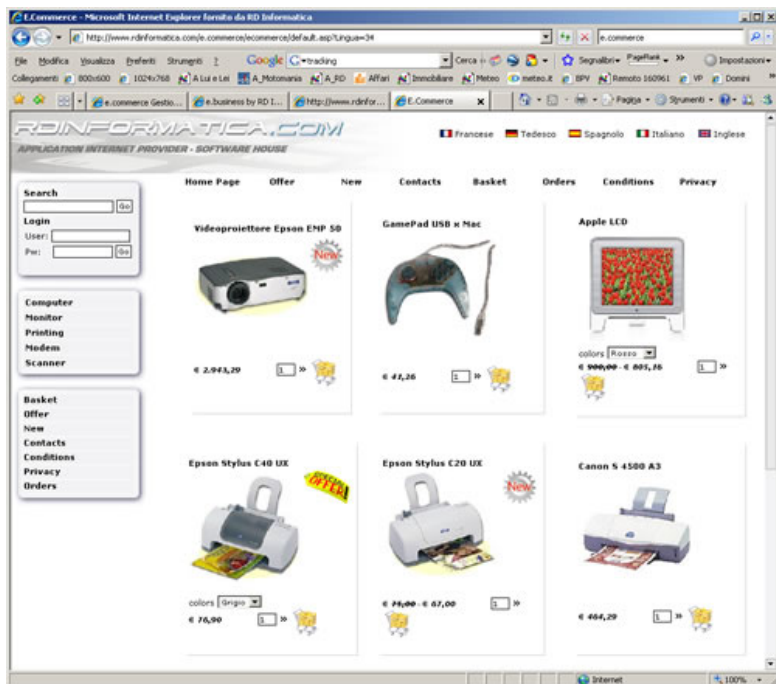 E.Commerce - Microsoft Internet Explorer fornito da RD Informatica
http://www.rdinformatica.com/e.commerce/ecommerce/default.asp?Lingua=34
e.commerce
File Modifica Visualizza Preferiti Strumenti ?
Google
tracking
Cerca
Segnalibri
PageRank
Impostazioni
Collegamenti 800x600 1024x768 A Lui e Lei A_Motomania A_RD Affari Immobiliare Meteo meteo.it BPV Remoto 160961 VP Domini
e.commerce Gestio... e.business by RD I... http://www.rdinfor... E.Commerce
Pagina Strumenti
RDINFORMATICA.COM
APPLICATION INTERNET PROVIDER - SOFTWARE HOUSE
Francese Tedesco Spagnolo Italiano Inglese
Home Page Offer New Contacts Basket Orders Conditions Privacy
Search
Go
Login
User:
Pw: Go
Computer
Monitor
Printing
Modem
Scanner
Basket
Offer
New
Contacts
Conditions
Privacy
Orders
Videoproiettore Epson EMP 50
New
€ 2.943,29 1 »
GamePad USB x Mac
€ 41,26 1 »
Apple LCD
colors Rosso
€ 900,00 - € 805,16 1 »
Epson Stylus C40 UX
SPECIAL OFFER!
colors Grigio
€ 76,90 1 »
Epson Stylus C20 UX
New
€ 75,00 - € 67,00 1 »
Canon S 4500 A3
€ 464,29 1 »
Internet 100%